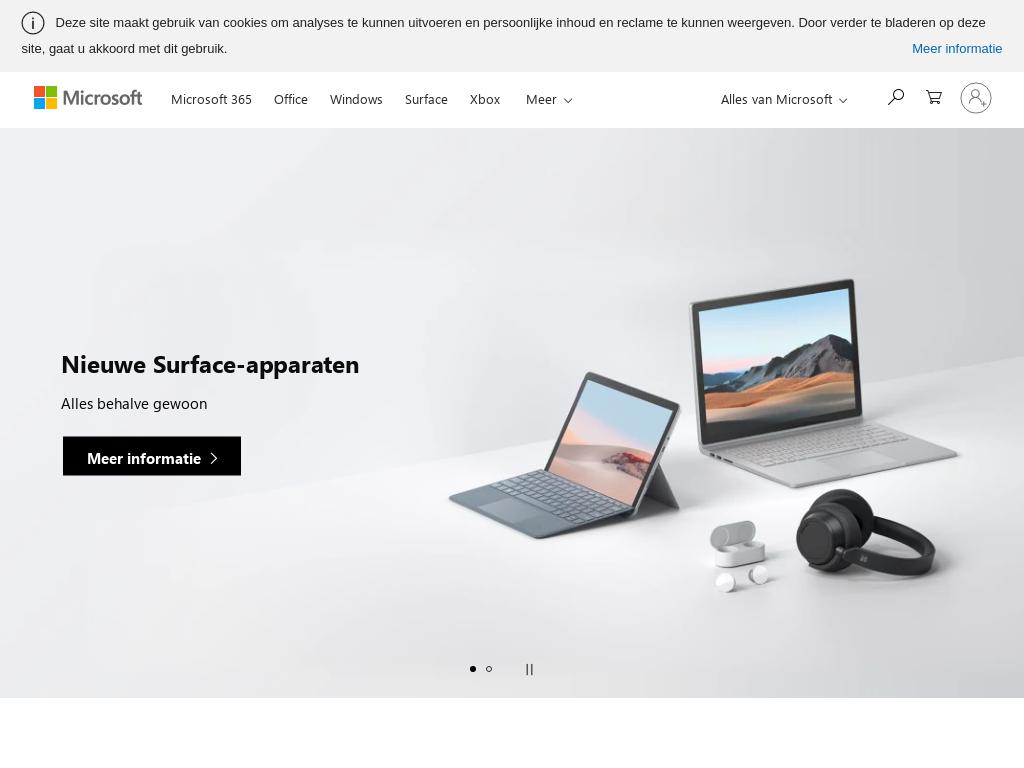 Deze site maakt gebruik van cookies om analyses te kunnen uitvoeren en persoonlijke inhoud en reclame te kunnen weergeven. Door verder te bladeren op deze
site, gaat u akkoord met dit gebruik. Meer informatie
Microsoft Microsoft 365 Office Windows Surface Xbox Meer Alles van Microsoft
Nieuwe Surface-apparaten
Alles behalve gewoon
Meer informatie